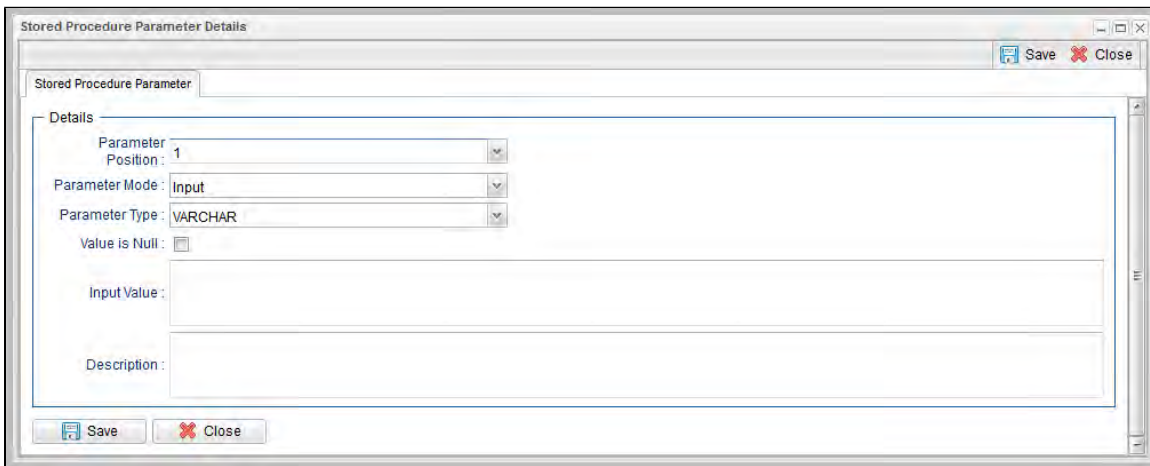 Stored Procedure Parameter Details
Save Close
Stored Procedure Parameter
Details
Parameter
Position : 1
Parameter Mode : Input
Parameter Type : VARCHAR
Value is Null :
Input Value :
Description :
Save Close